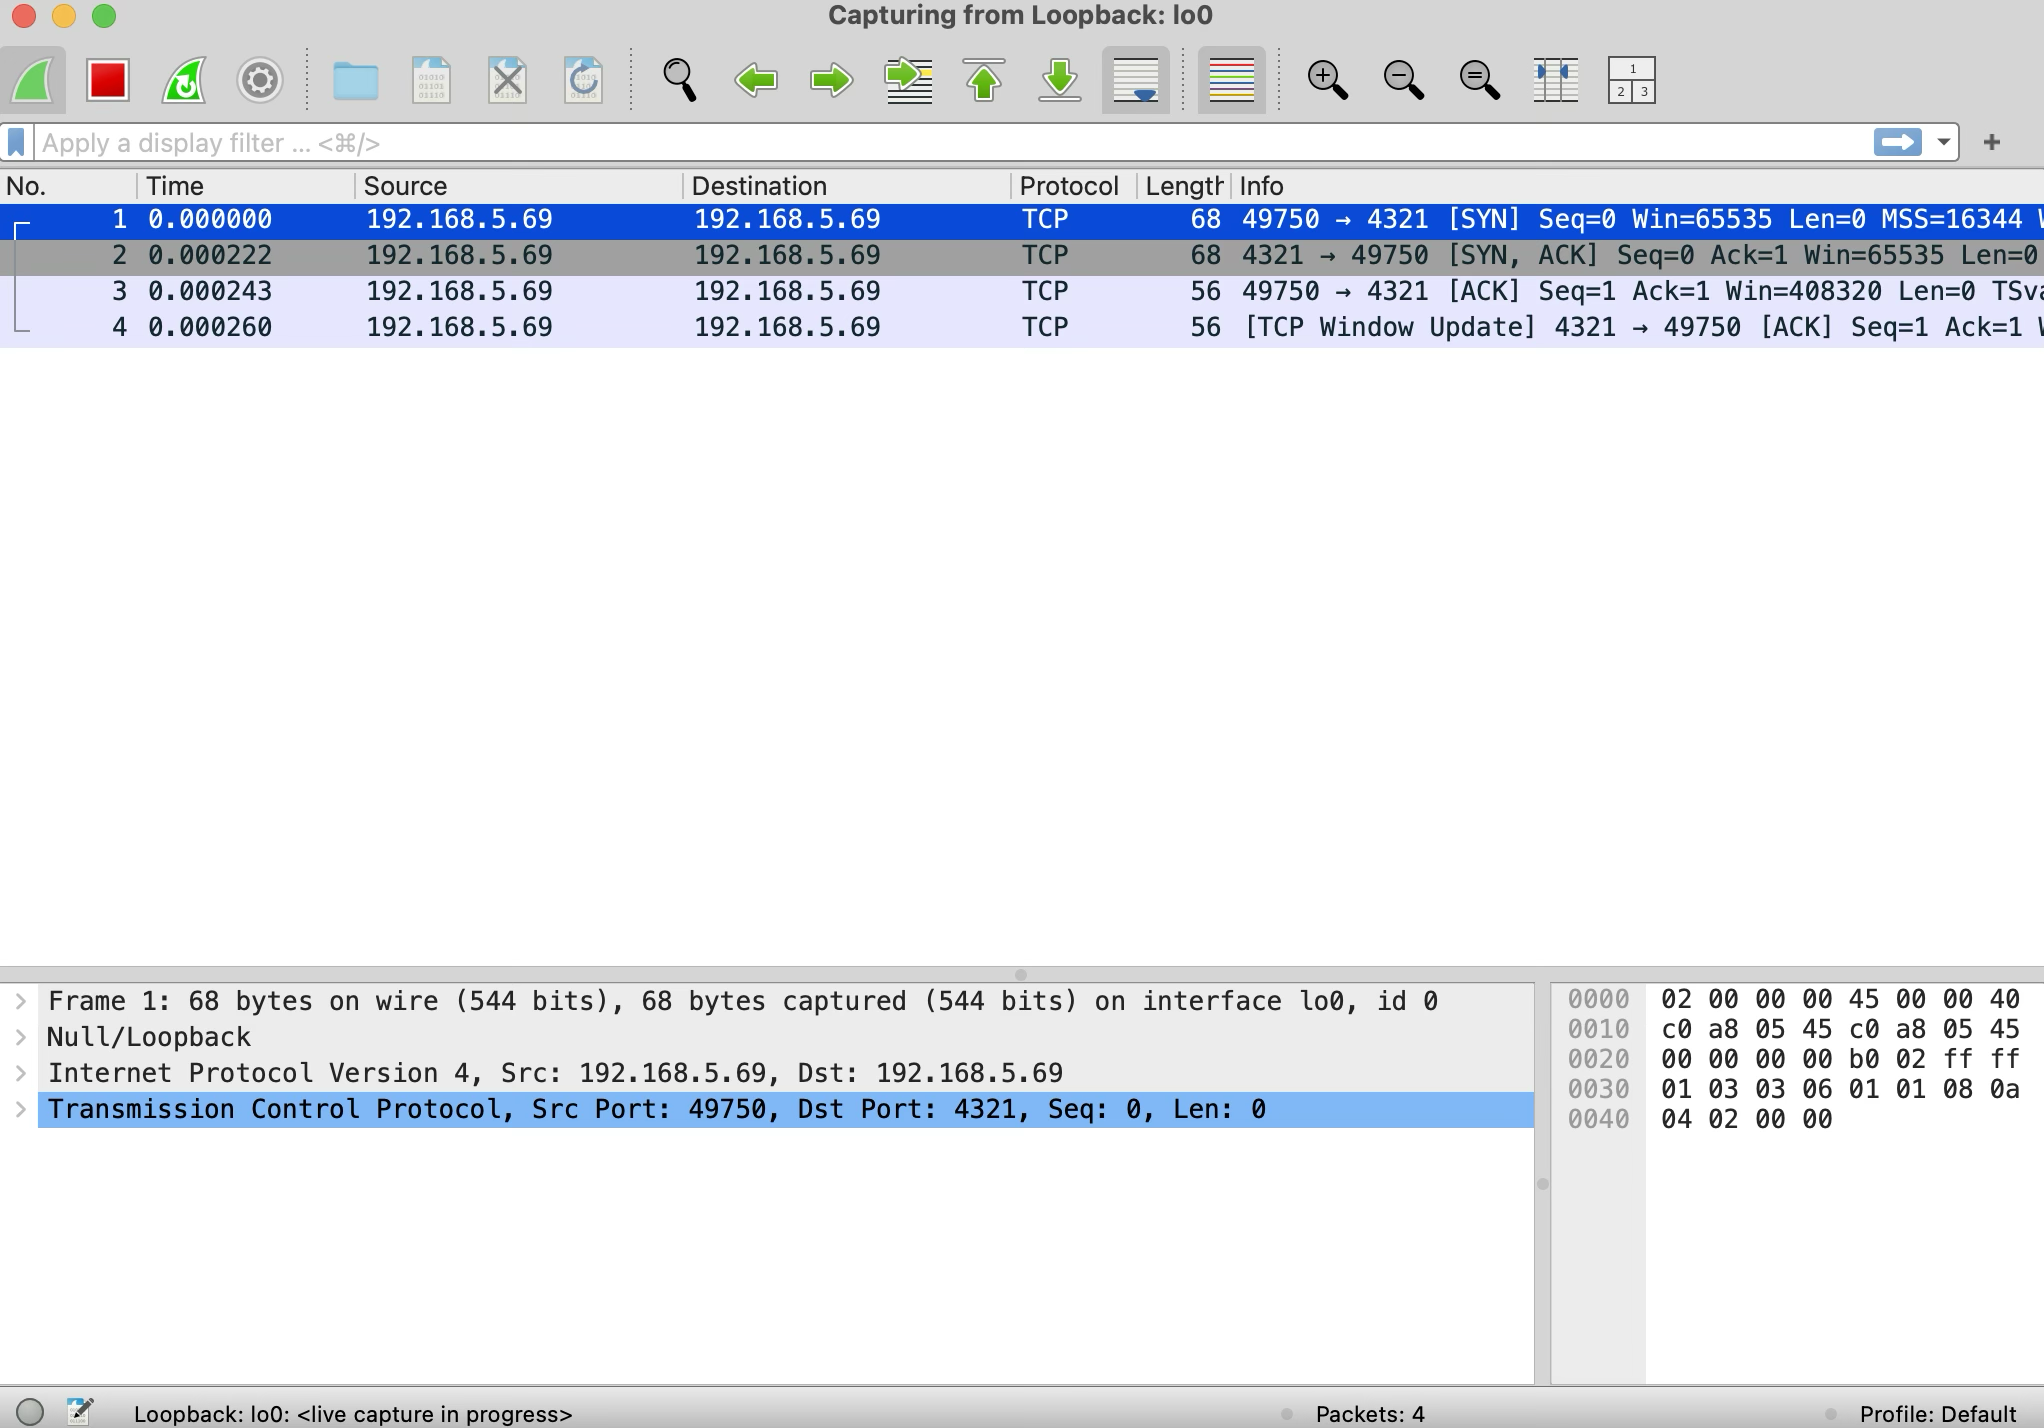 Capturing from Loopback: lo0
1
2 3
Apply a display filter ... <⌘/>
No. Time Source Destination Protocol Length Info
1 0.000000 192.168.5.69 192.168.5.69 TCP 68 49750 → 4321 [SYN] Seq=0 Win=65535 Len=0 MSS=16344
2 0.000222 192.168.5.69 192.168.5.69 TCP 68 4321 → 49750 [SYN, ACK] Seq=0 Ack=1 Win=65535 Len=0
3 0.000243 192.168.5.69 192.168.5.69 TCP 56 49750 → 4321 [ACK] Seq=1 Ack=1 Win=408320 Len=0 TSva
4 0.000260 192.168.5.69 192.168.5.69 TCP 56 [TCP Window Update] 4321 → 49750 [ACK] Seq=1 Ack=1
Frame 1: 68 bytes on wire (544 bits), 68 bytes captured (544 bits) on interface lo0, id 0
Null/Loopback
Internet Protocol Version 4, Src: 192.168.5.69, Dst: 192.168.5.69
Transmission Control Protocol, Src Port: 49750, Dst Port: 4321, Seq: 0, Len: 0
0000 02 00 00 00 45 00 00 40
0010 c0 a8 05 45 c0 a8 05 45
0020 00 00 00 00 b0 02 ff ff
0030 01 03 03 06 01 01 08 0a
0040 04 02 00 00
Loopback: lo0: <live capture in progress> Packets: 4 Profile: Default